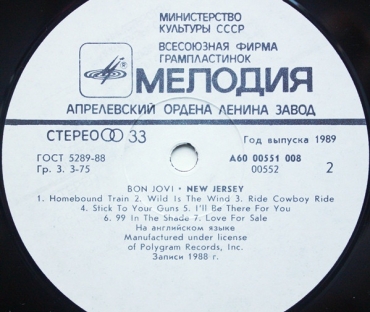 МИНИСТЕРСТВО
КУЛЬТУРЫ СССР
ВСЕСОЮЗНАЯ ФИРМА
ГРАМПЛАСТИНОК
МЕЛОДИЯ
АПРЕЛЕВСКИЙ ОРДЕНА ЛЕНИНА ЗАВОД
СТЕРЕО 33
Год выпуска 1989
ГОСТ 5289-88
А60 00551 008
Гр. 3. 3-75
00552 2
BON JOVI • NEW JERSEY
1. Homebound Train 2. Wild Is The Wind 3. Ride Cowboy Ride
4. Stick To Your Guns 5. I'll Be There For You
6. 99 In The Shade 7. Love For Sale
На английском языке
Manufactured under license
of Polygram Records, Inc.
Записи 1988 г.